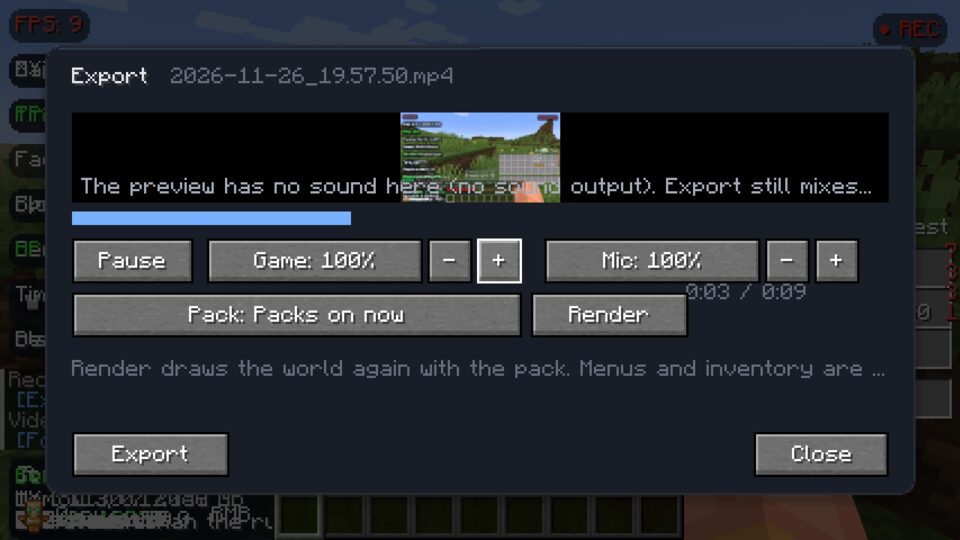 FPS: 9
REC
Export 2026-11-26_19.57.50.mp4
The preview has no sound here (no sound output). Export still mixes...
Pause
Game: 100%
-
+
Mic: 100%
-
+
0:03 / 0:09
Pack: Packs on now
Render
Render draws the world again with the pack. Menus and inventory are ...
Export
Close